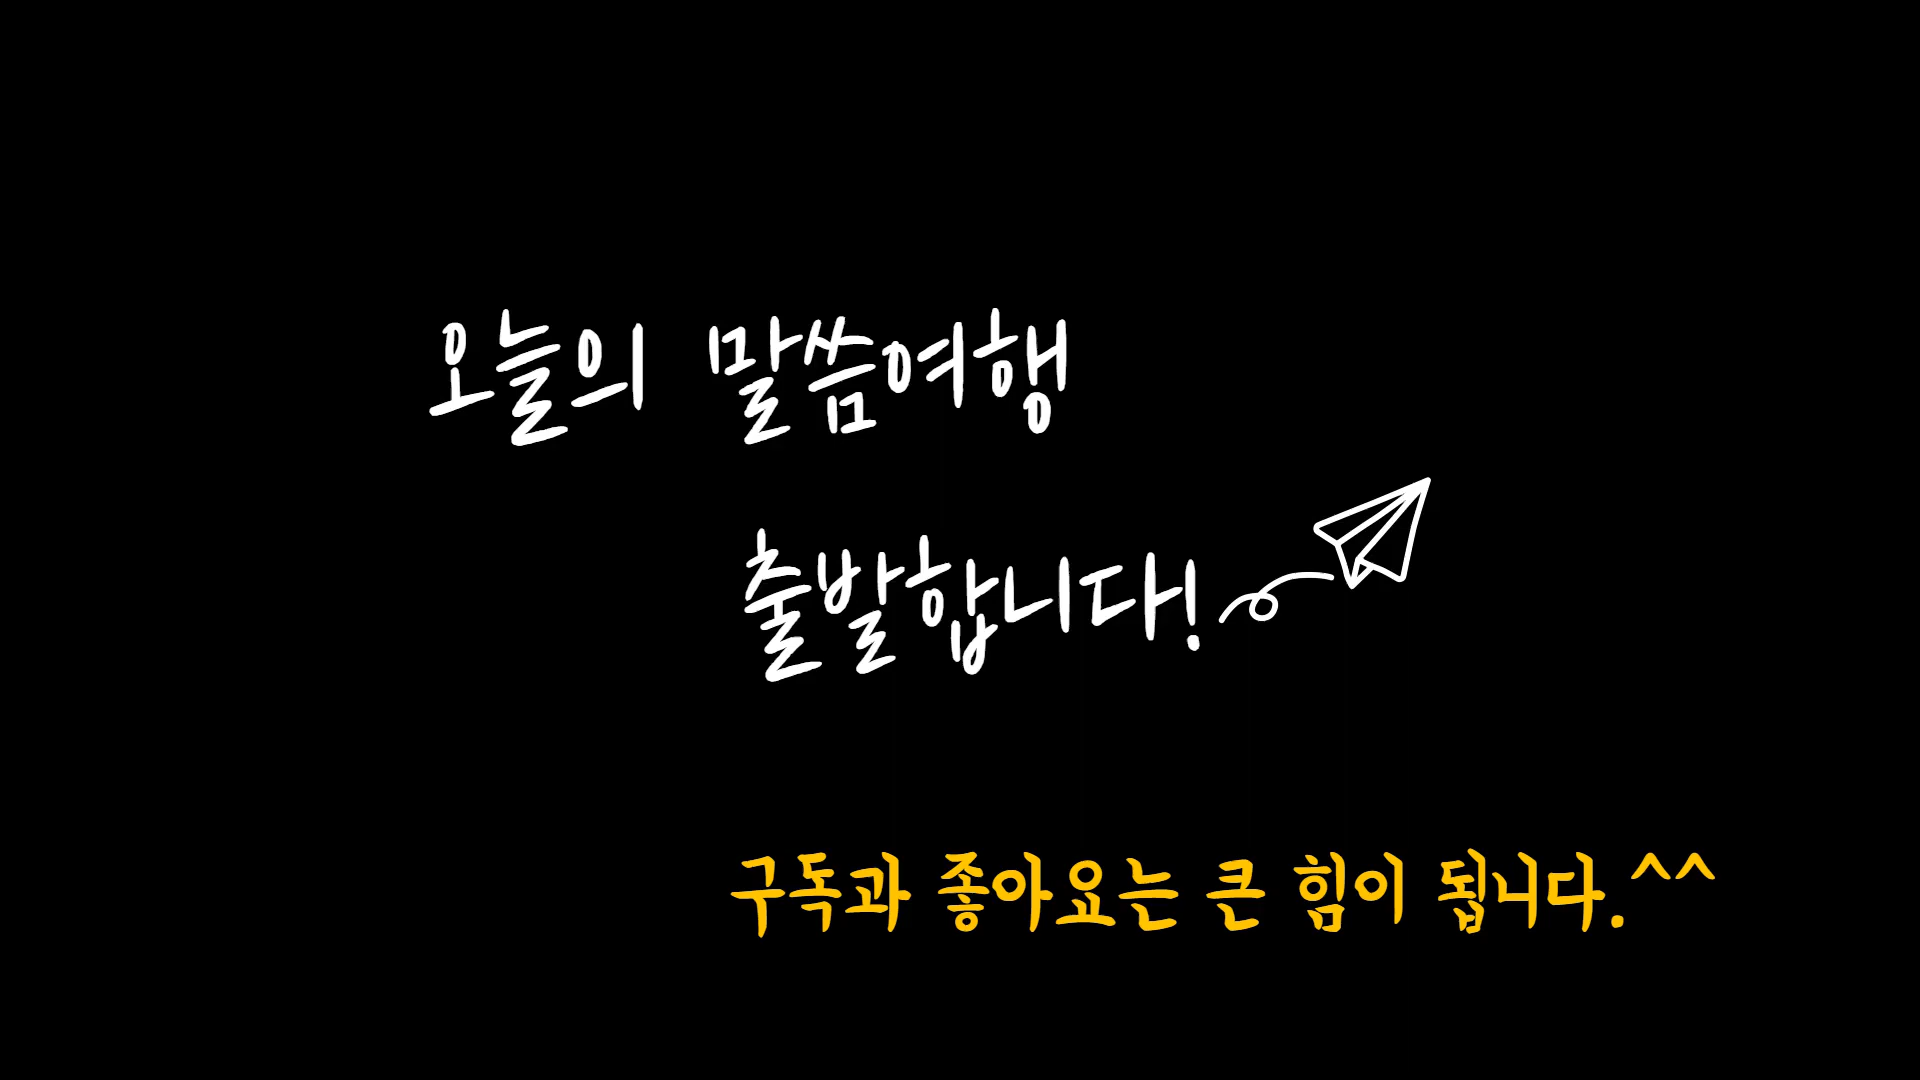 오늘의 말씀여행
출발합니다!
구독과 좋아요는 큰 힘이 됩니다.^^